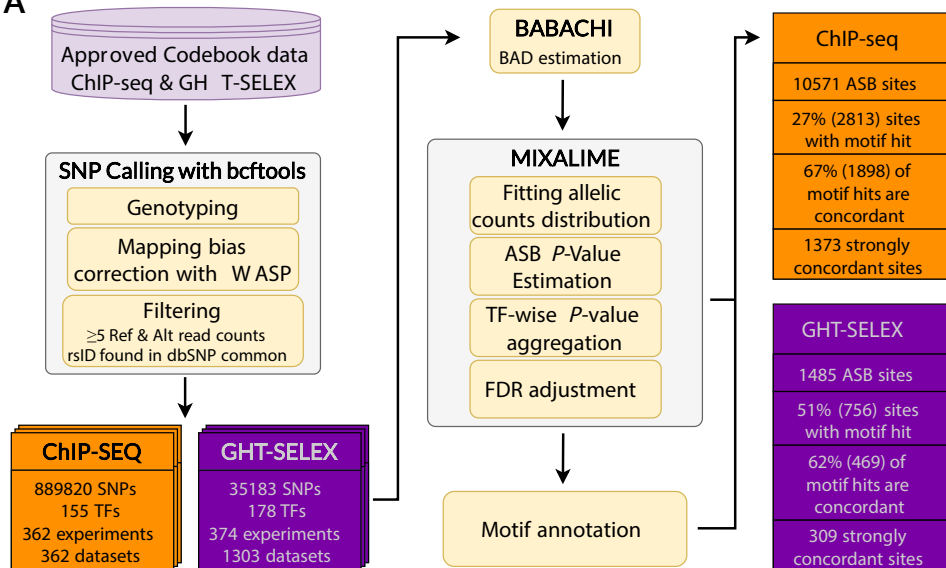 A
Approved Codebook data
ChIP-seq & GH T-SELEX
SNP Calling with bcftools
Genotyping
Mapping bias
correction with W ASP
Filtering
≥5 Ref & Alt read counts
rsID found in dbSNP common
ChIP-SEQ
889820 SNPs
155 TFs
362 experiments
362 datasets
GHT-SELEX
35183 SNPs
178 TFs
374 experiments
1303 datasets
BABACHI
BAD estimation
MIXALIME
Fitting allelic
counts distribution
ASB P-Value
Estimation
TF-wise P-value
aggregation
FDR adjustment
Motif annotation
ChIP-seq
10571 ASB sites
27% (2813) sites
with motif hit
67% (1898) of
motif hits are
concordant
1373 strongly
concordant sites
GHT-SELEX
1485 ASB sites
51% (756) sites
with motif hit
62% (469) of
motif hits are
concordant
309 strongly
concordant sites